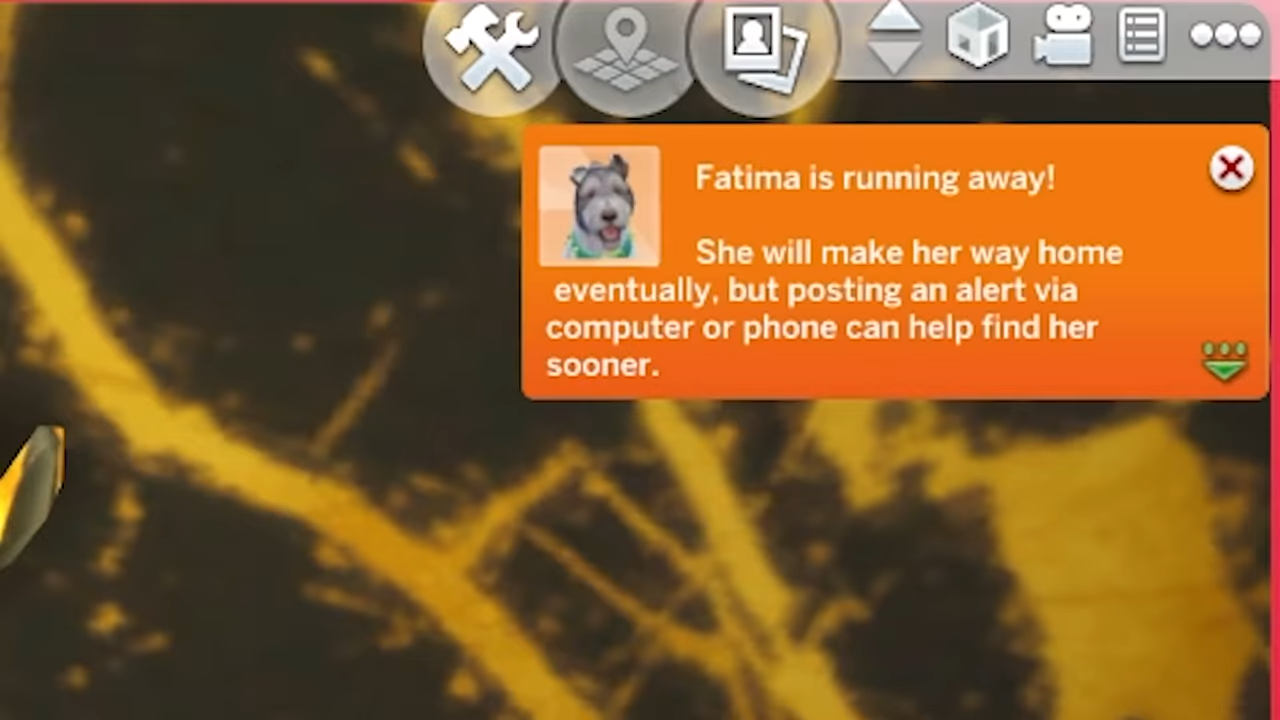 Fatima is running away!
She will make her way home
eventually, but posting an alert via
computer or phone can help find her
sooner.